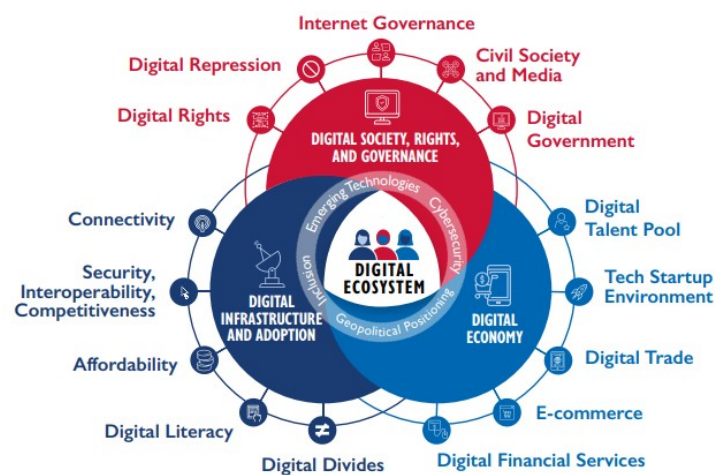 Internet Governance
Digital Repression
Civil Society
and Media
Digital Rights
Digital
Government
DIGITAL SOCIETY, RIGHTS,
AND GOVERNANCE
Emerging Technologies
Cybersecurity
Inclusion
Geopolitical Positioning
DIGITAL
ECOSYSTEM
Connectivity
Security,
Interoperability,
Competitiveness
Affordability
Digital Literacy
Digital Divides
DIGITAL
INFRASTRUCTURE
AND ADOPTION
DIGITAL
ECONOMY
Digital
Talent Pool
Tech Startup
Environment
Digital Trade
E-commerce
Digital Financial Services